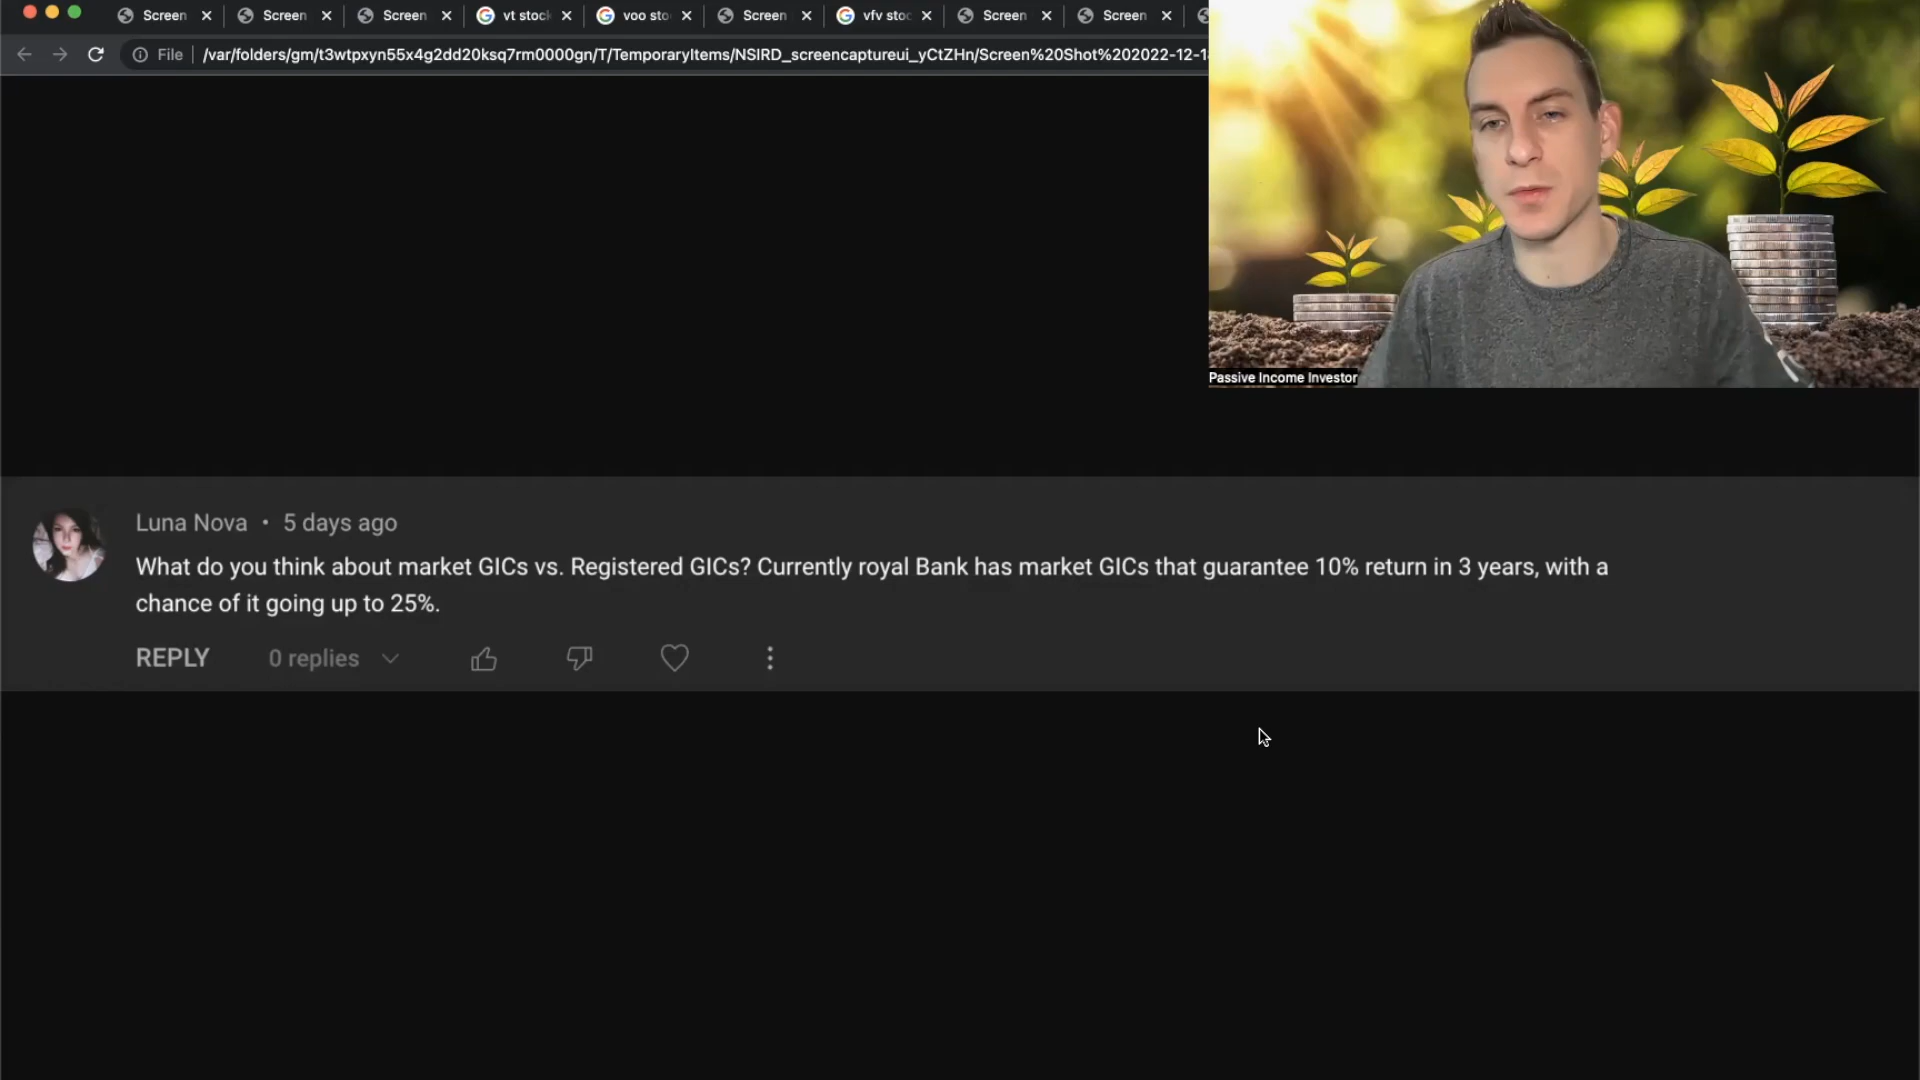 Screen
Screen
Screen
vt stock
voo sto
Screen
vfv stoc
Screen
Screen
File
/var/folders/gm/t3wtpxyn55x4g2dd20ksq7rm0000gn/T/TemporaryItems/NSIRD_screencaptureui_yCtZHn/Screen%20Shot%202022-12-1
Passive Income Investor
Luna Nova • 5 days ago
What do you think about market GICs vs. Registered GICs? Currently royal Bank has market GICs that guarantee 10% return in 3 years, with a
chance of it going up to 25%.
REPLY 0 replies